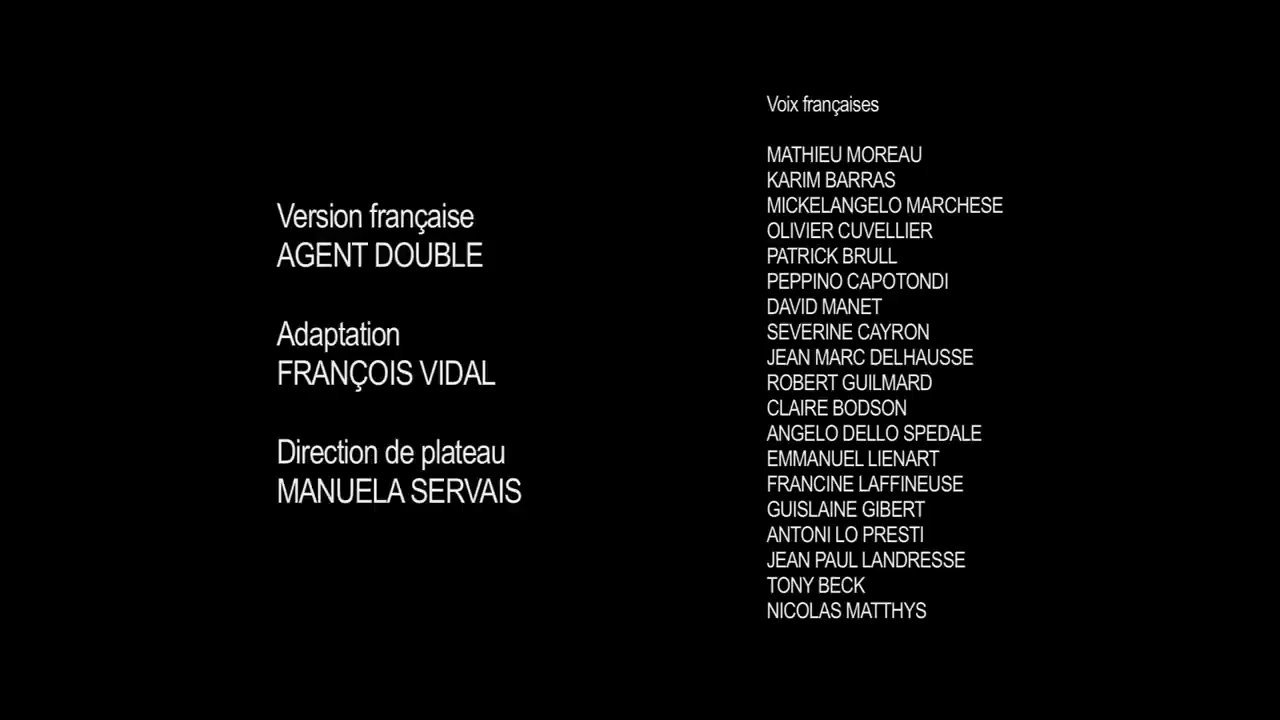 Version française
AGENT DOUBLE
Adaptation
FRANÇOIS VIDAL
Direction de plateau
MANUELA SERVAIS
Voix françaises
MATHIEU MOREAU
KARIM BARRAS
MICKELANGELO MARCHESE
OLIVIER CUVELLIER
PATRICK BRULL
PEPPINO CAPOTONDI
DAVID MANET
SEVERINE CAYRON
JEAN MARC DELHAUSSE
ROBERT GUILMARD
CLAIRE BODSON
ANGELO DELLO SPEDALE
EMMANUEL LIENART
FRANCINE LAFFINEUSE
GUISLAINE GIBERT
ANTONI LO PRESTI
JEAN PAUL LANDRESSE
TONY BECK
NICOLAS MATTHYS